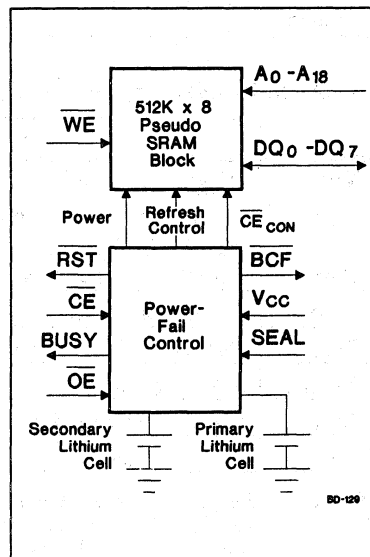 512K x 8
Pseudo
SRAM
Block
A0 -A18
WE
DQ0 -DQ7
Power
Refresh
Control
CECON
RST
BCF
CE
Power-
Fail
Control
VCC
BUSY
SEAL
OE
Secondary
Lithium
Cell
Primary
Lithium
Cell
BD-129